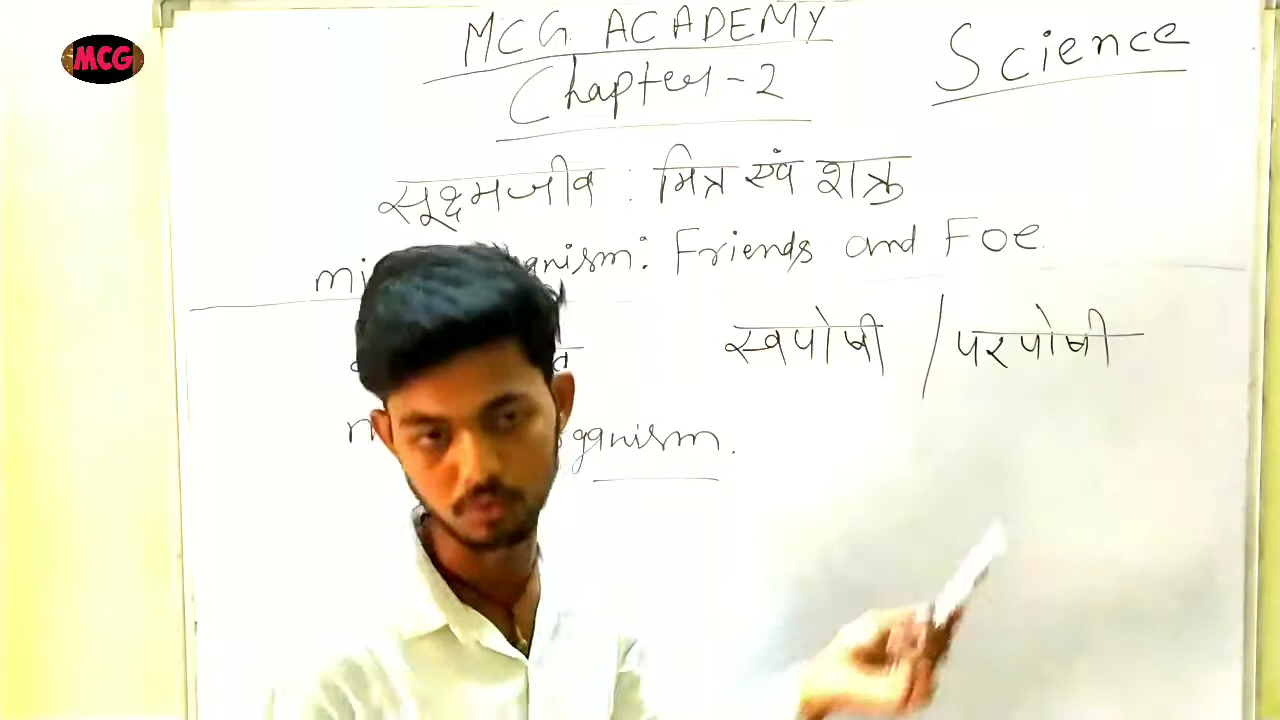 MCG
MCG ACADEMY
Science
Chapter-2
सूक्ष्मजीव : मित्र एवं शत्रु
Friends and Foe.
स्वपोषी / परपोषी